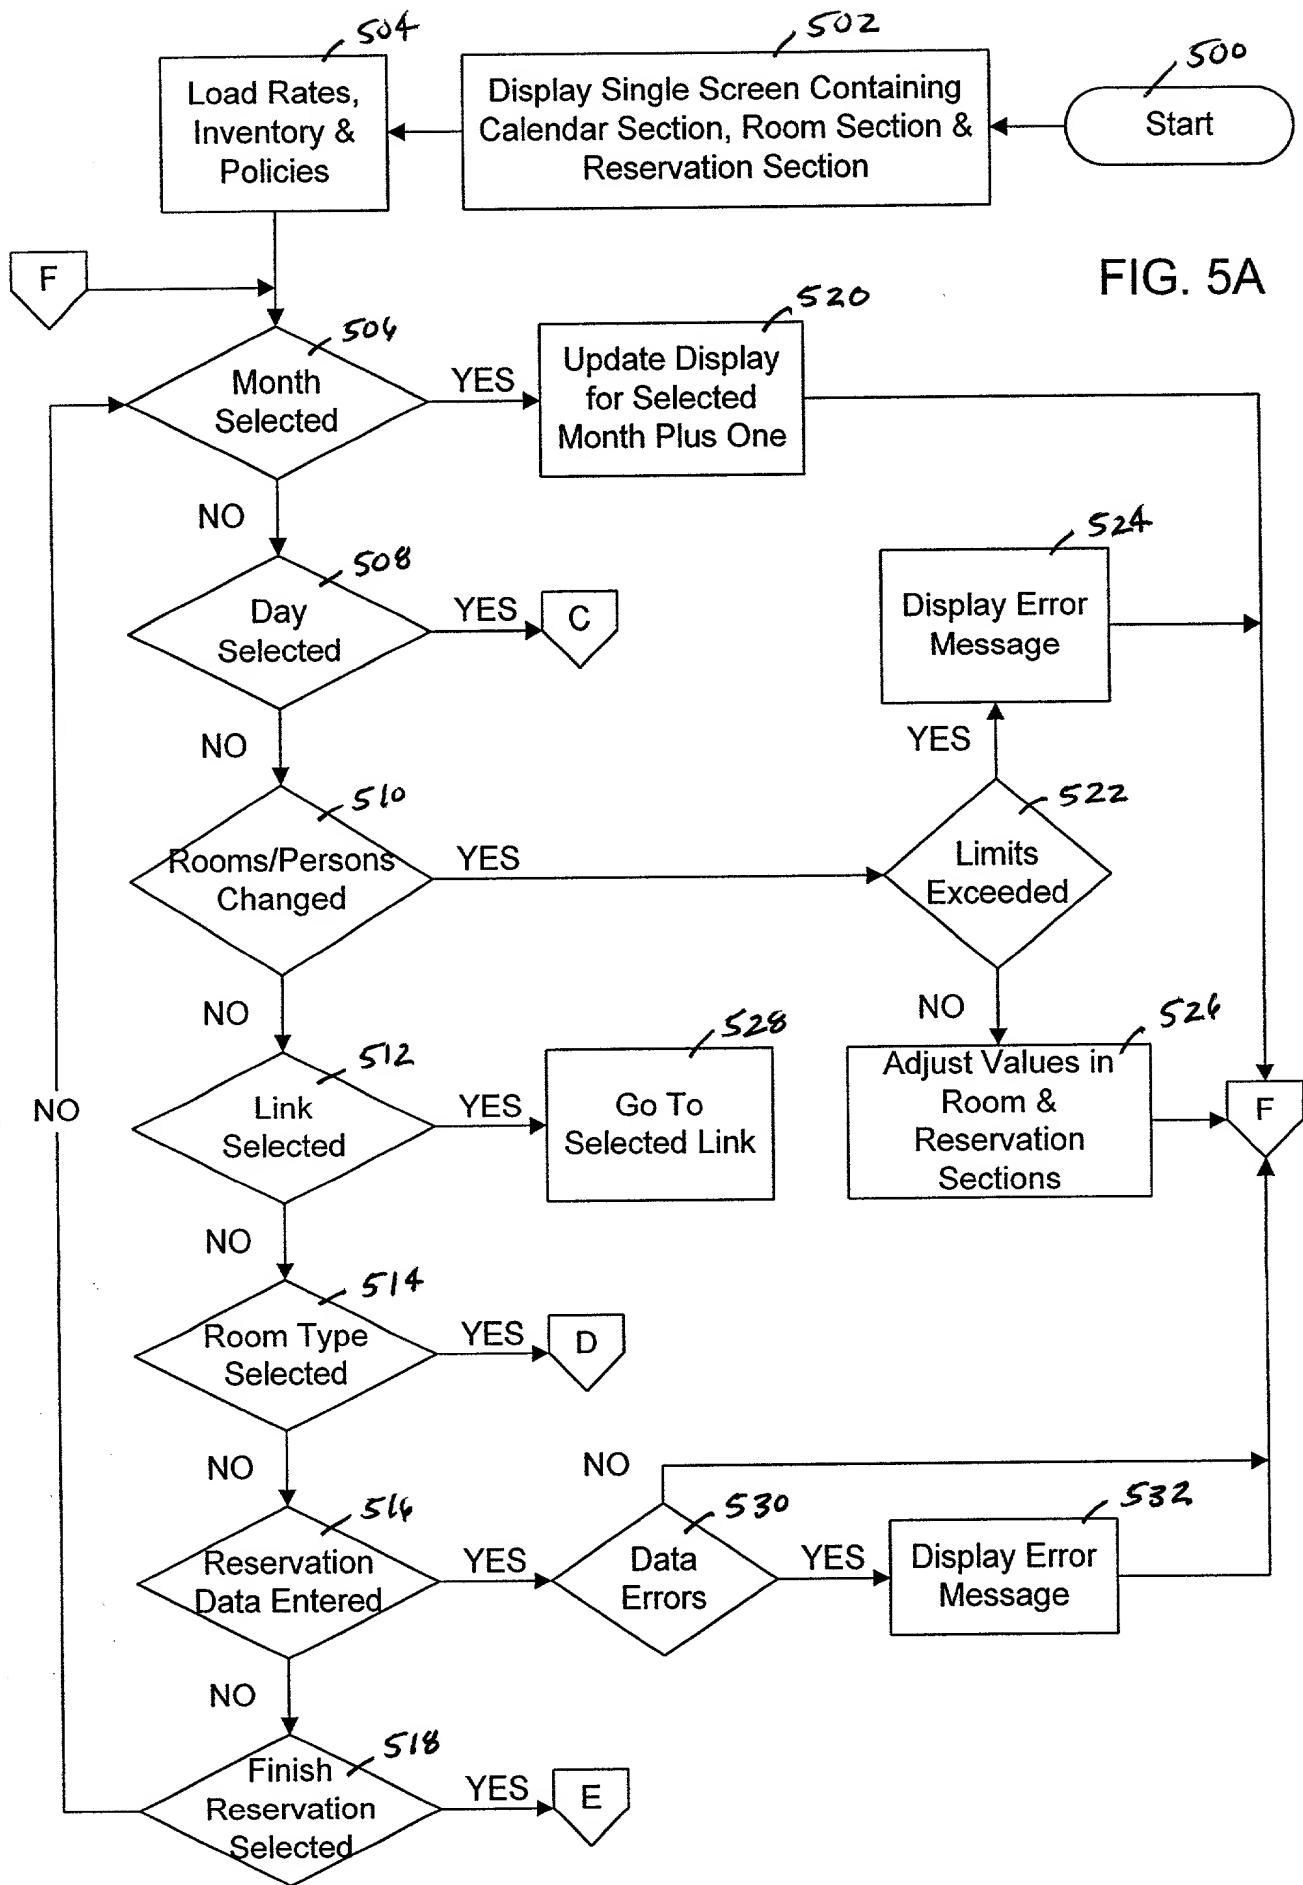 504
502
500
Load Rates,
Inventory &
Policies
Display Single Screen Containing
Calendar Section, Room Section &
Reservation Section
Start
F
FIG. 5A
506
Month
Selected
YES
520
Update Display
for Selected
Month Plus One
NO
508
Day
Selected
YES
C
524
Display Error
Message
NO
YES
510
Rooms/Persons
Changed
YES
522
Limits
Exceeded
NO
NO
512
Link
Selected
YES
528
Go To
Selected Link
526
Adjust Values in
Room &
Reservation
Sections
F
NO
NO
514
Room Type
Selected
YES
D
NO
NO
516
Reservation
Data Entered
YES
530
Data
Errors
YES
532
Display Error
Message
NO
518
Finish
Reservation
Selected
YES
E